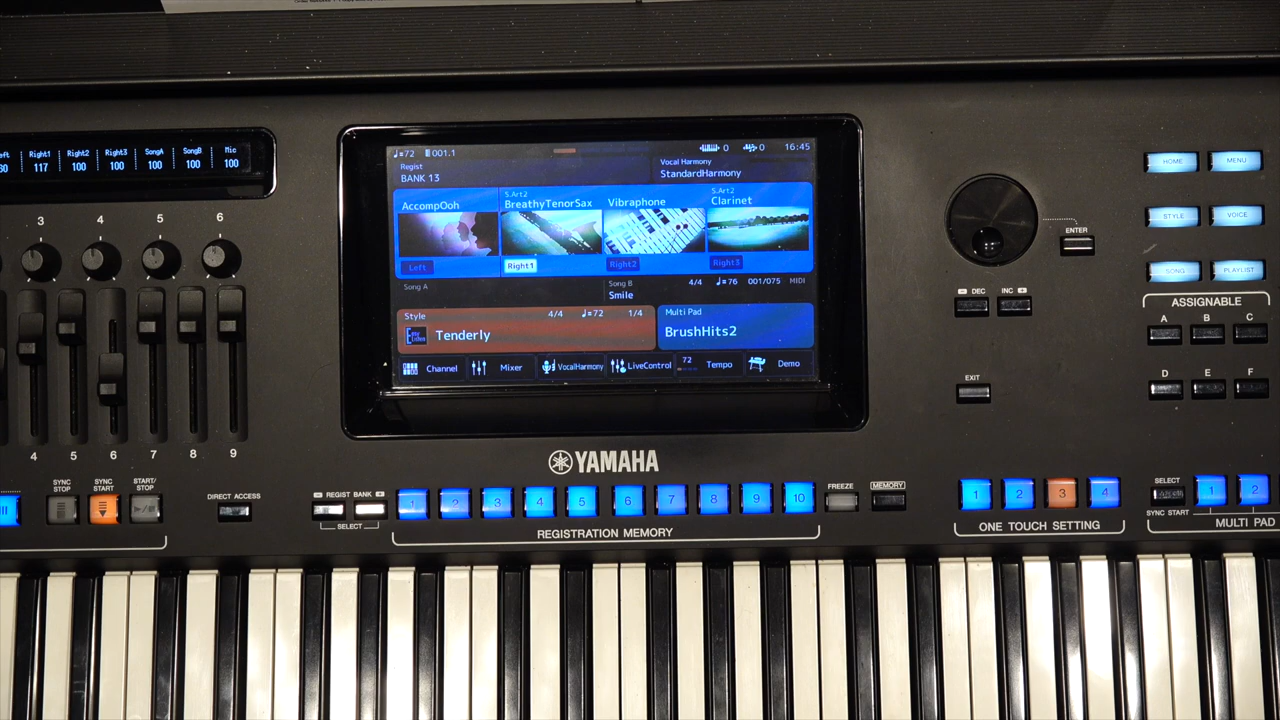 Right1 Right2 Right3 SongA SongB Mic
117 100 100 100 100 100
3 4 5 6
4 5 6 7 8 9
♩=72 001.1 0 0 16:45
Regist
BANK 13
Vocal Harmony
StandardHarmony
AccompOoh
S.Art2
BreathyTenorSax
Vibraphone
S.Art2
Clarinet
Left Right1 Right2 Right3
Song A
Song B 4/4 ♩=76 001/075 MIDI
Smile
Style 4/4 ♩=72 1/4
Tenderly
Multi Pad
BrushHits2
Channel Mixer VocalHarmony LiveControl 72 Tempo Demo
YAMAHA
HOME MENU
STYLE VOICE
SONG PLAYLIST
ENTER
DEC INC
EXIT
ASSIGNABLE
A B C
D E F
SYNC STOP
SYNC START
START/STOP
DIRECT ACCESS
REGIST BANK
SELECT
1 2 3 4 5 6 7 8 9 10
REGISTRATION MEMORY
FREEZE
MEMORY
1 2 3 4
ONE TOUCH SETTING
SELECT
SYNC START
1 2
MULTI PAD